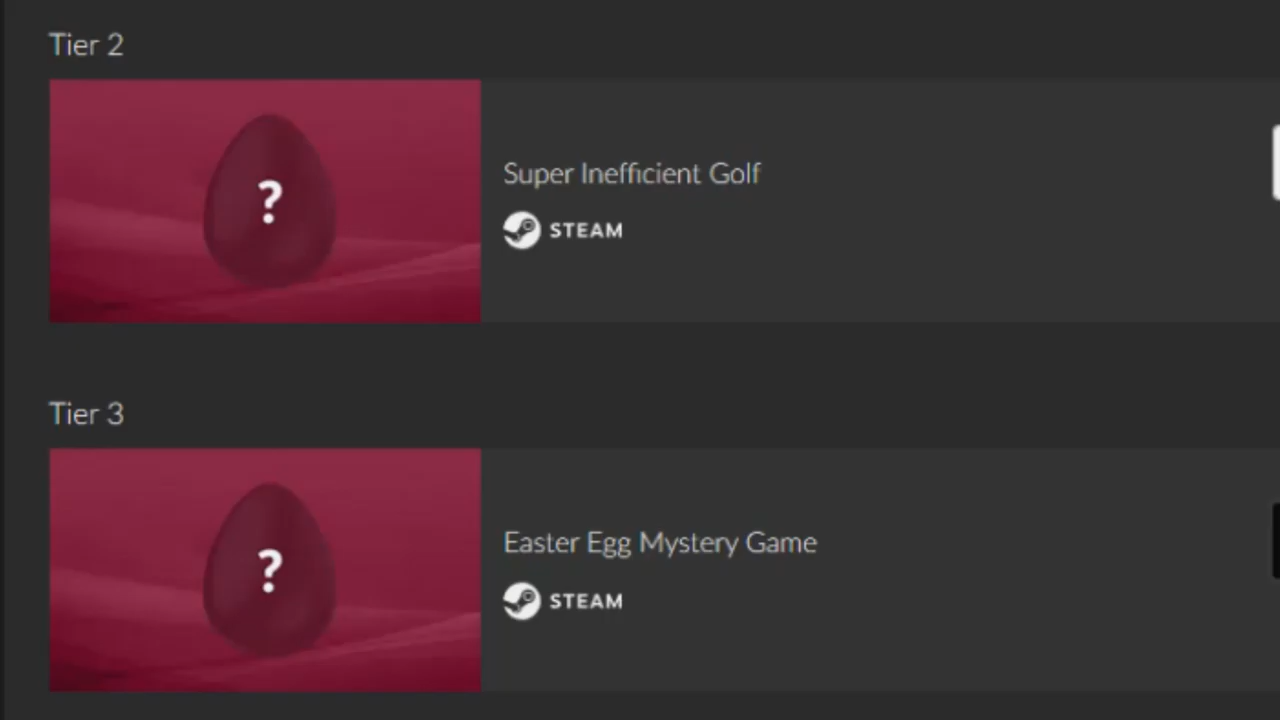 Tier 2
?
Super Inefficient Golf
STEAM
Tier 3
?
Easter Egg Mystery Game
STEAM